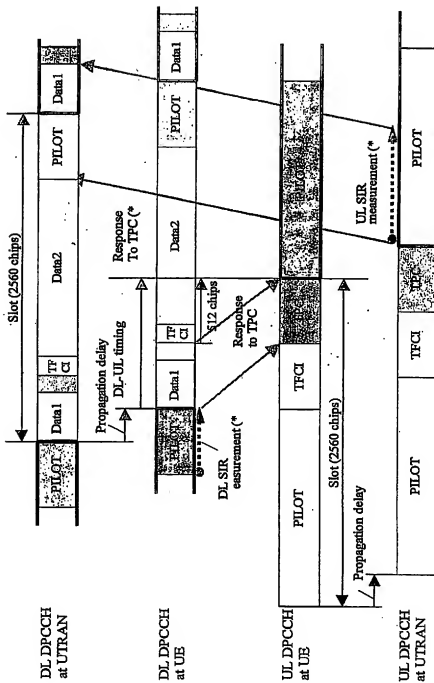 Slot (2560 chips)
DL DPCCH
at UTRAN
PILOT
Data1
TF
CI
Data2
PILOT
Data1
Propagation delay
DL-UL timing
Response
To TPC (*
DL DPCCH
at UE
PILOT
Data1
TF
CI
Data2
PILOT
Data1
DL SIR
easurement (*
512 chips
Response
to TPC
UL DPCCH
at UE
PILOT
TFCI
PILOT
Slot (2560 chips)
Propagation delay
UL SIR
measurement (*
UL DPCCH
at UTRAN
PILOT
TFCI
TPC
PILOT